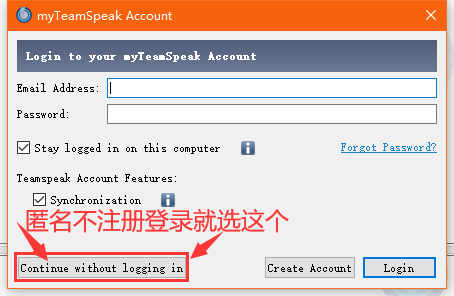 myTeamSpeak Account
Login to your myTeamSpeak Account
Email Address:
Password:
Stay logged in on this computer
Forgot Password?
Teamspeak Account Features:
Synchronization
匿名不注册登录就选这个
Continue without logging in
Create Account
Login